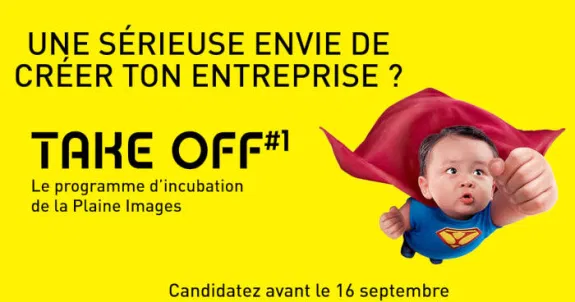 UNE SÉRIEUSE ENVIE DE
CRÉER TON ENTREPRISE ?
TAKE OFF#1
Le programme d'incubation
de la Plaine Images
Candidatez avant le 16 septembre